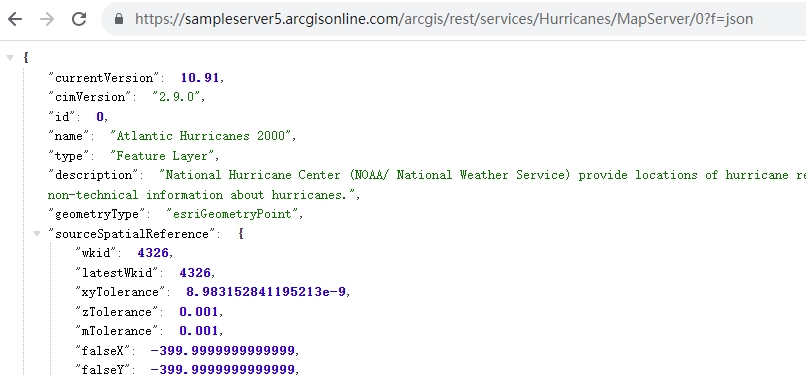 https://sampleserver5.arcgisonline.com/arcgis/rest/services/Hurricanes/MapServer/0?f=json
{
"currentVersion": 10.91,
"cimVersion": "2.9.0",
"id": 0,
"name": "Atlantic Hurricanes 2000",
"type": "Feature Layer",
"description": "National Hurricane Center (NOAA/ National Weather Service) provide locations of hurricane re
non-technical information about hurricanes.",
"geometryType": "esriGeometryPoint",
"sourceSpatialReference": {
"wkid": 4326,
"latestWkid": 4326,
"xyTolerance": 8.983152841195213e-9,
"zTolerance": 0.001,
"mTolerance": 0.001,
"falseX": -399.9999999999999,
"falseY": -399.9999999999999,